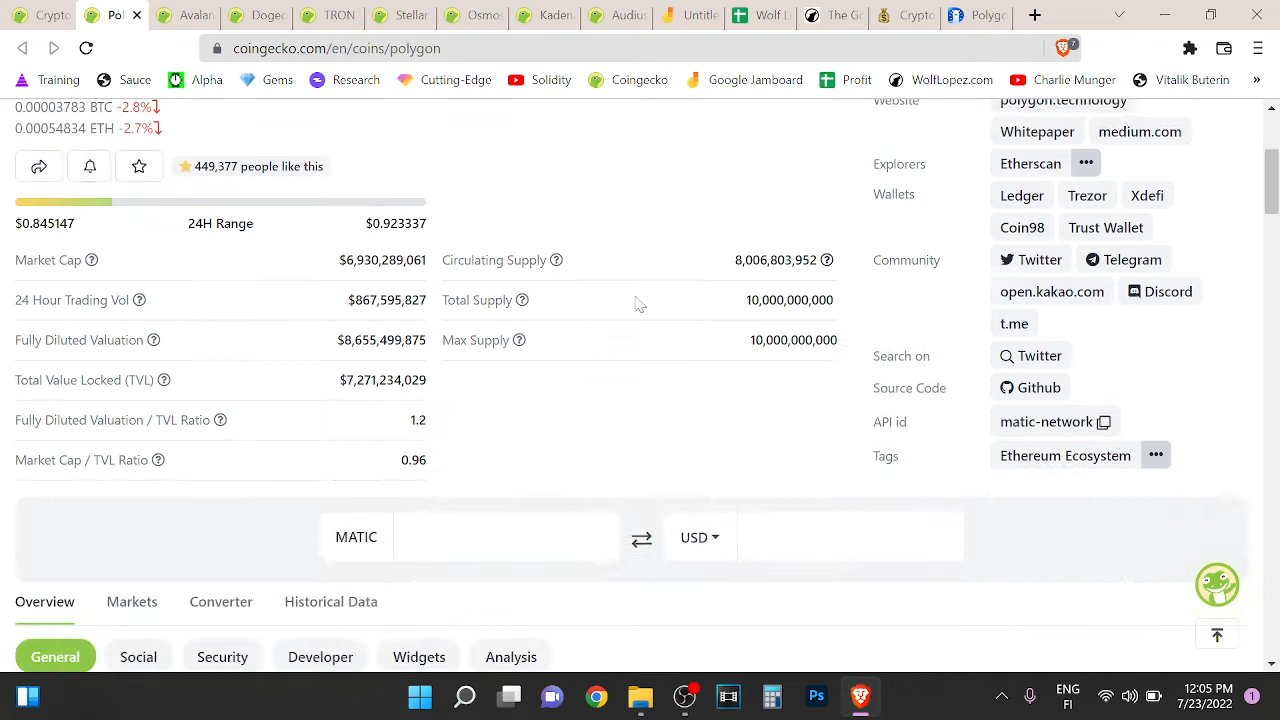 Crypt
Pol
Avalan
Dogec
TRON
Stellar
Osmos
Kadena
Audius
Untitle
Wolf L
The Go
Crypto
Polyg
coingecko.com/en/coins/polygon
7
Training
Sauce
Alpha
Gems
Research
Cutting-Edge
Solidity
Coingecko
Google Jamboard
Profit
WolfLopez.com
Charlie Munger
Vitalik Buterin
»
0.00003783 BTC -2.8%
0.00054834 ETH -2.7%
449,377 people like this
$0.845147 24H Range $0.923337
Market Cap $6,930,289,061
24 Hour Trading Vol $867,595,827
Fully Diluted Valuation $8,655,499,875
Total Value Locked (TVL) $7,271,234,029
Fully Diluted Valuation / TVL Ratio 1.2
Market Cap / TVL Ratio 0.96
Circulating Supply 8,006,803,952
Total Supply 10,000,000,000
Max Supply 10,000,000,000
Website polygon.technology
Whitepaper medium.com
Explorers Etherscan
Wallets Ledger Trezor Xdefi
Coin98 Trust Wallet
Community Twitter Telegram
open.kakao.com Discord
t.me
Search on Twitter
Source Code Github
API id matic-network
Tags Ethereum Ecosystem
MATIC USD
Overview Markets Converter Historical Data
General Social Security Developer Widgets Analysis
Ps
ENG
FI
12:05 PM
7/23/2022
1